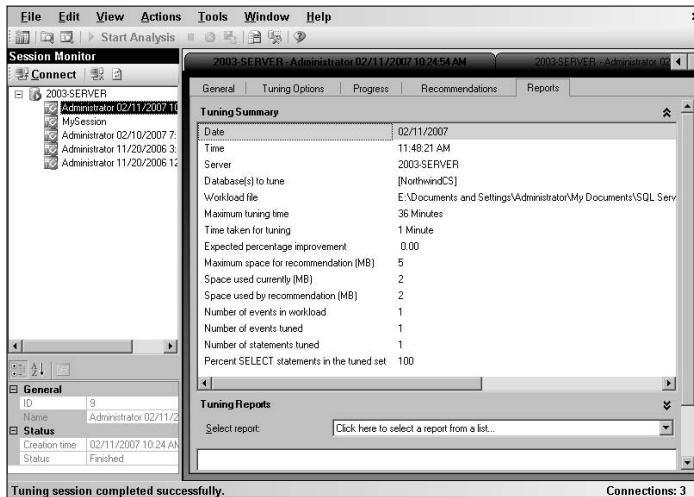 File Edit View Actions Tools Window Help
Start Analysis
Session Monitor
Connect
2003-SERVER
Administrator 02/11/2007 10
MySession
Administrator 02/10/2007 7:
Administrator 11/20/2006 3:
Administrator 11/20/2006 12
General
ID 9
Name Administrator 02/11/2
Status
Creation time 02/11/2007 10:24 AM
Status Finished
2003-SERVER - Administrator 02/11/2007 10:24:54 AM 2003-SERVER - Administrator 02
General Tuning Options Progress Recommendations Reports
Tuning Summary
Date 02/11/2007
Time 11:48:21 AM
Server 2003-SERVER
Database(s) to tune [NorthwindCS]
Workload file E:\Documents and Settings\Administrator\My Documents\SQL Serv
Maximum tuning time 36 Minutes
Time taken for tuning 1 Minute
Expected percentage improvement 0.00
Maximum space for recommendation (MB) 5
Space used currently (MB) 2
Space used by recommendation (MB) 2
Number of events in workload 1
Number of events tuned 1
Number of statements tuned 1
Percent SELECT statements in the tuned set 100
Tuning Reports
Select report: Click here to select a report from a list...
Tuning session completed successfully. Connections: 3